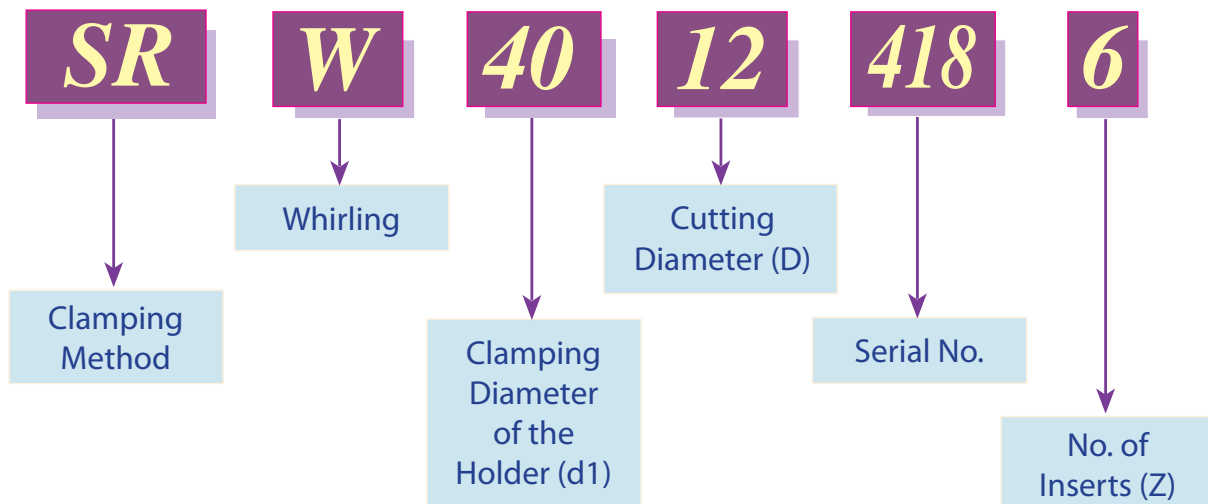 SR W 40 12 418 6
Whirling
Cutting
Diameter (D)
Clamping
Method
Clamping
Diameter
of the
Holder (d1)
Serial No.
No. of
Inserts (Z)